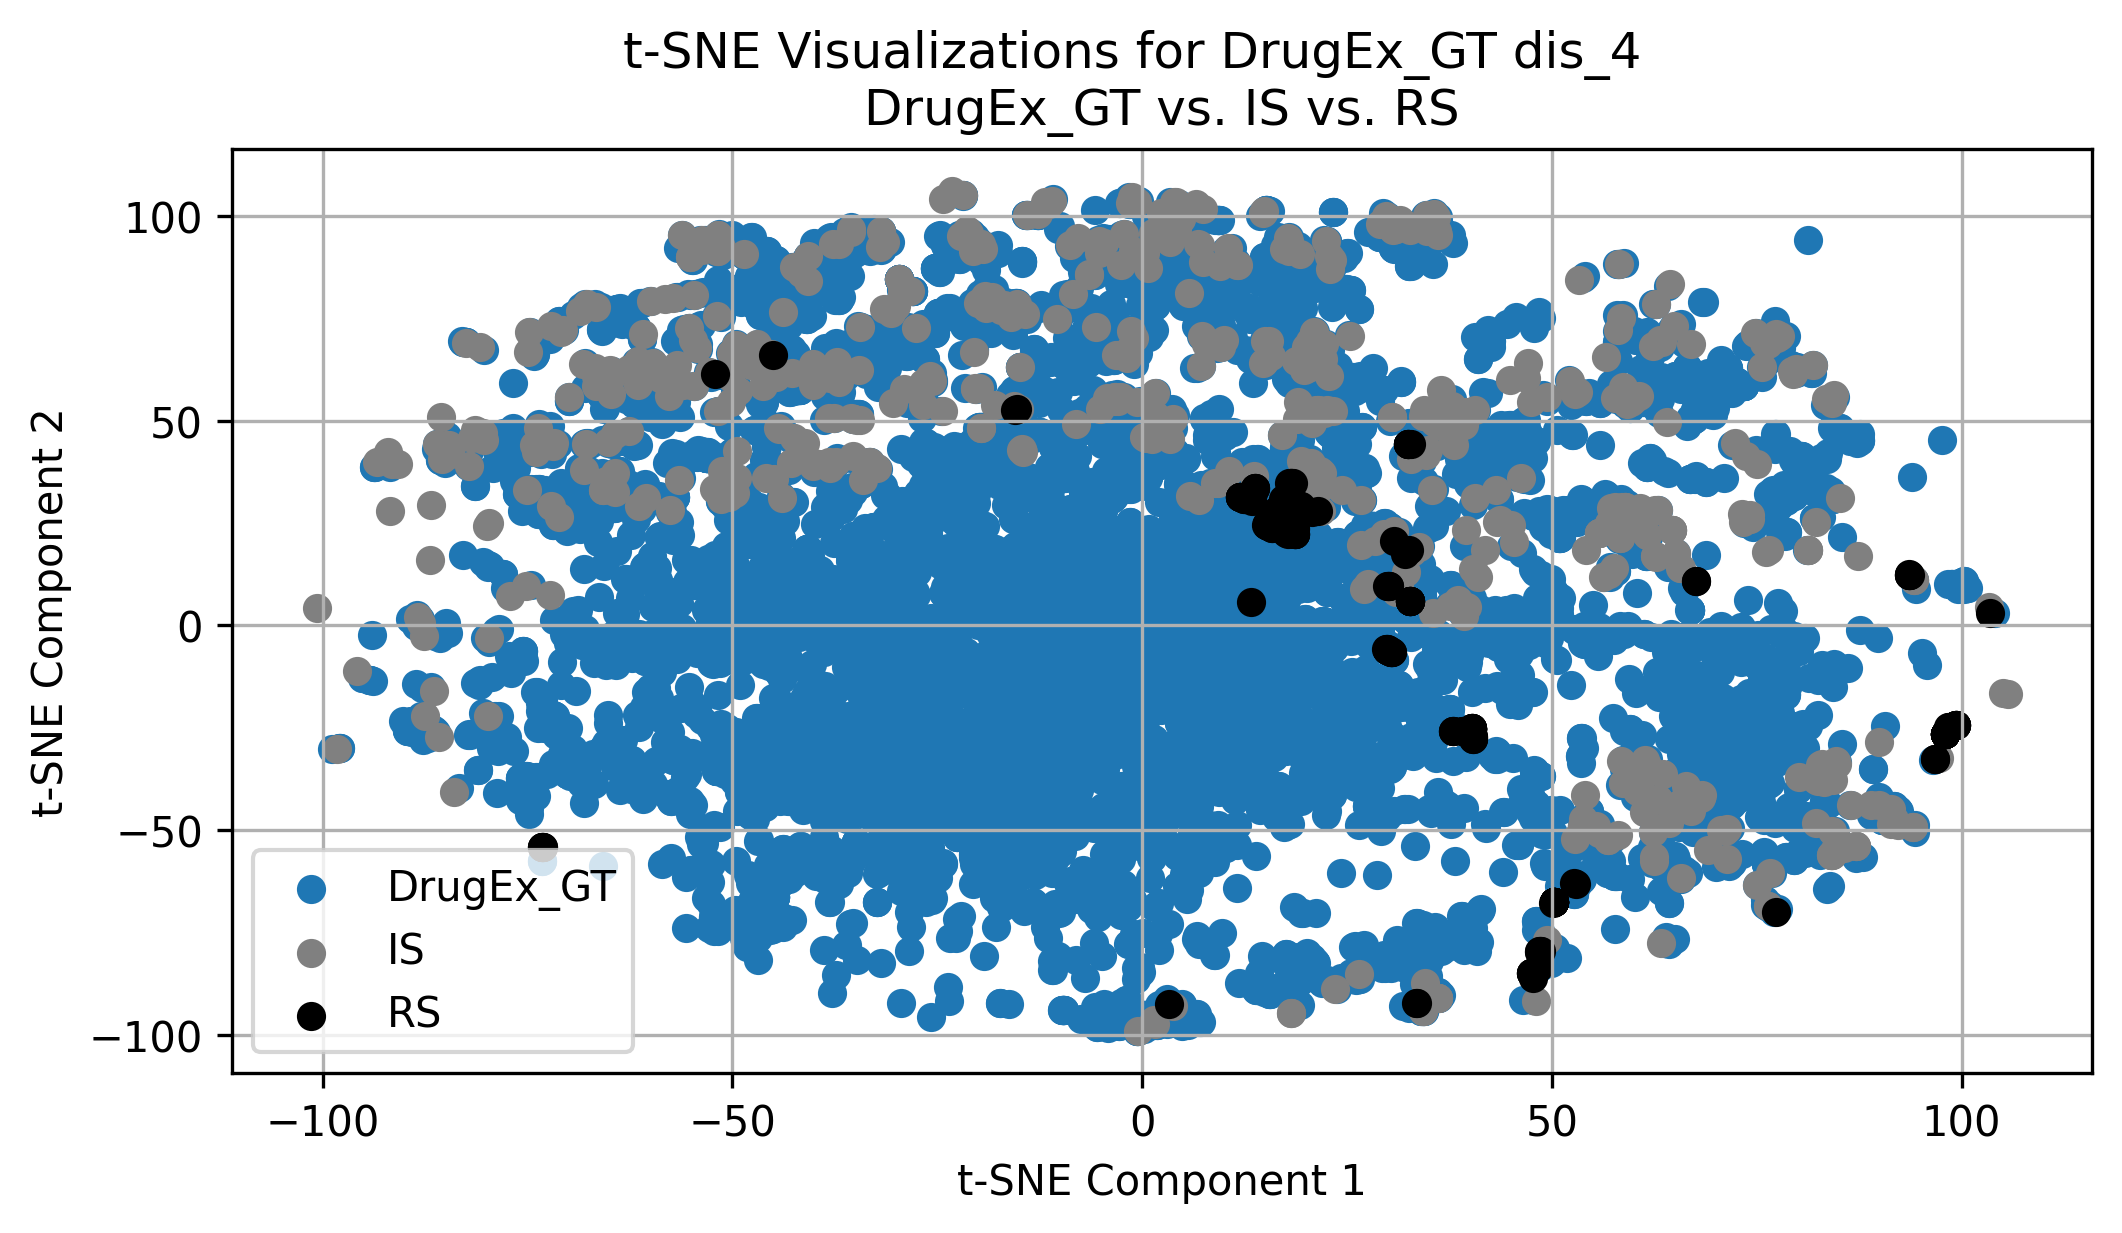 t-SNE Visualizations for DrugEx_GT dis_4
DrugEx_GT vs. IS vs. RS
t-SNE Component 2
100
50
0
−50
−100
DrugEx_GT
IS
RS
−100
−50
0
50
100
t-SNE Component 1